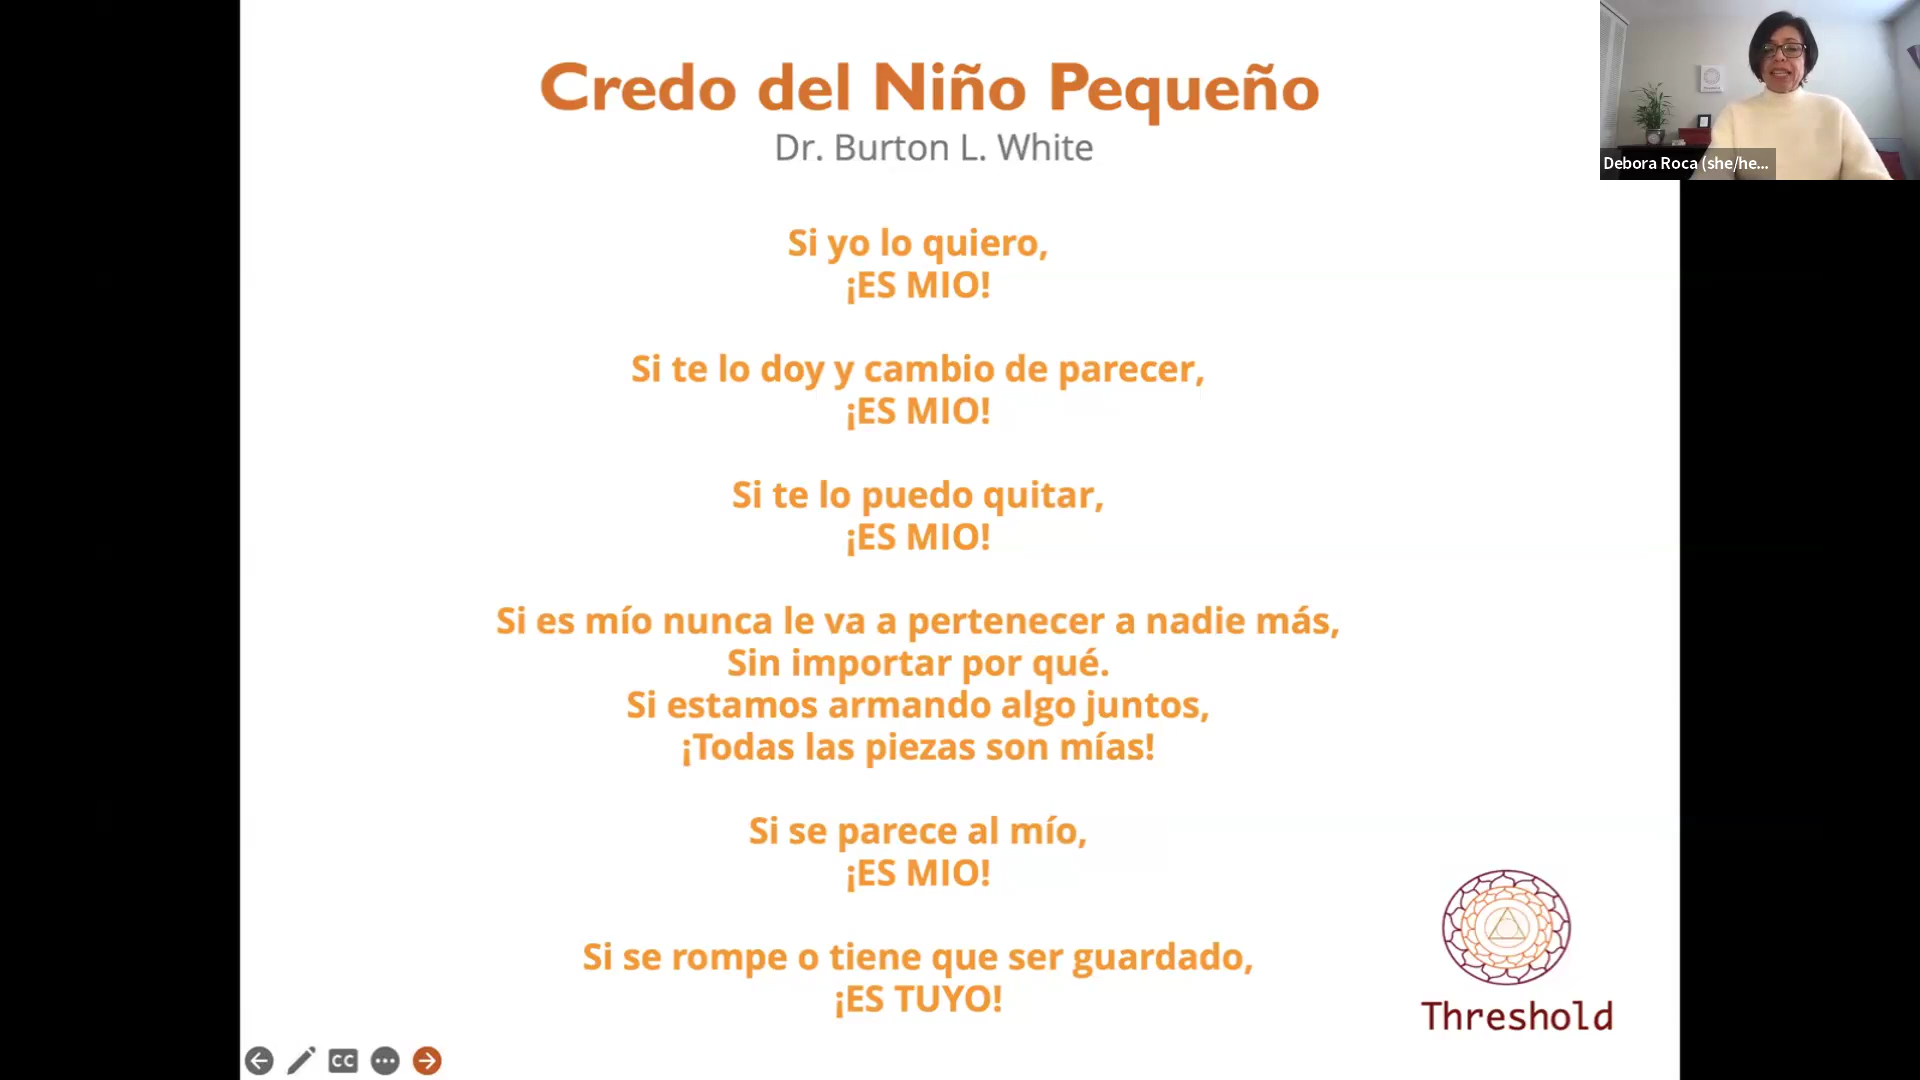 Credo del Niño Pequeño
Dr. Burton L. White
Si yo lo quiero,
¡ES MIO!
Si te lo doy y cambio de parecer,
¡ES MIO!
Si te lo puedo quitar,
¡ES MIO!
Si es mío nunca le va a pertenecer a nadie más,
Sin importar por qué.
Si estamos armando algo juntos,
¡Todas las piezas son mías!
Si se parece al mío,
¡ES MIO!
Si se rompe o tiene que ser guardado,
¡ES TUYO!
Threshold
Debora Roca (she/he...
CC